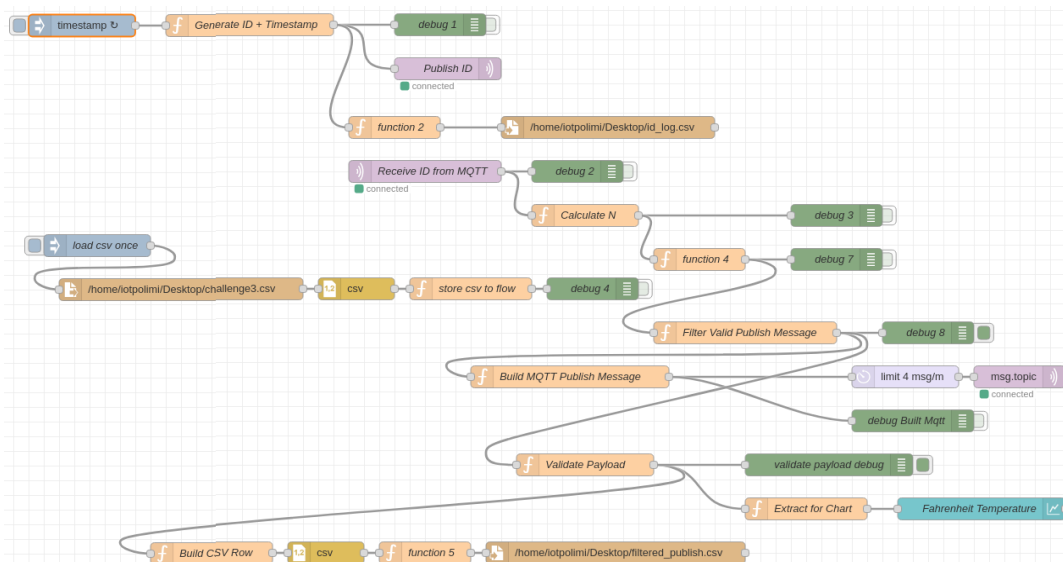 timestamp ↻
Generate ID + Timestamp
debug 1
Publish ID
connected
function 2
/home/iotpolimi/Desktop/id_log.csv
Receive ID from MQTT
connected
debug 2
Calculate N
debug 3
load csv once
function 4
debug 7
/home/iotpolimi/Desktop/challenge3.csv
1,2
csv
store csv to flow
debug 4
Filter Valid Publish Message
debug 8
Build MQTT Publish Message
limit 4 msg/m
msg.topic
connected
debug Built Mqtt
Validate Payload
validate payload debug
Extract for Chart
Fahrenheit Temperature
Build CSV Row
1,2
csv
function 5
/home/iotpolimi/Desktop/filtered_publish.csv